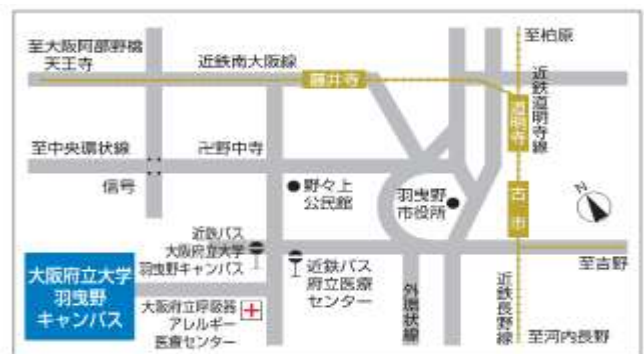 至大阪阿部野橋
天王寺
近鉄南大阪線
藤井寺
至柏原
近鉄道明寺線
道明寺
至中央環状線
卍野中寺
信号
野々上
公民館
羽曳野
市役所
古市
N
近鉄バス
大阪府立大学
羽曳野キャンパス
近鉄バス
府立医療
センター
至吉野
大阪府立大学
羽曳野
キャンパス
大阪府立呼吸器
アレルギー
医療センター
外環状線
近鉄長野線
至河内長野